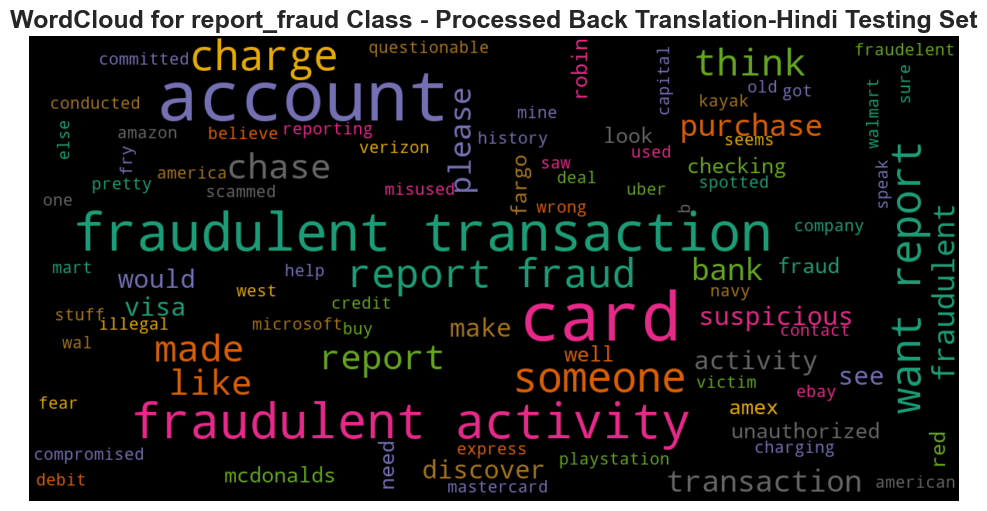 WordCloud for report_fraud Class - Processed Back Translation-Hindi Testing Set
committed
charge
questionable
robin
capital
think
fraudelent
conducted
account
please
mine
kayak
old
got
walmart
sure
else
amazon
believe
reporting
history
look
purchase
seems
fry
verizon
used
pretty
america
chase
scammed
misused
fargo
saw
deal
uber
checking
spotted
speak
one
wrong
b
fraudulent transaction
company
want report
fraudulent
mart
would
help
report fraud
bank
fraud
west
navy
visa
credit
card
suspicious
stuff
illegal
microsoft
buy
make
contact
wal
made
report
well
activity
like
someone
victim
see
ebay
fear
fraudulent activity
amex
unauthorized
charging
red
compromised
need
express
playstation
debit
mcdonalds
discover
mastercard
transaction
american